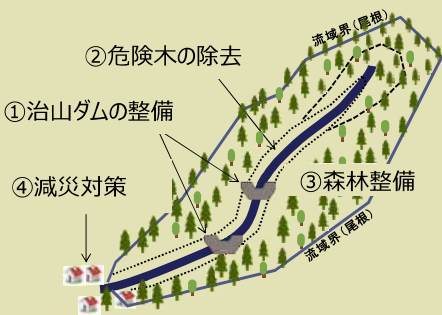 流域界(尾根)
②危険木の除去
①治山ダムの整備
③森林整備
④減災対策
流域界(尾根)